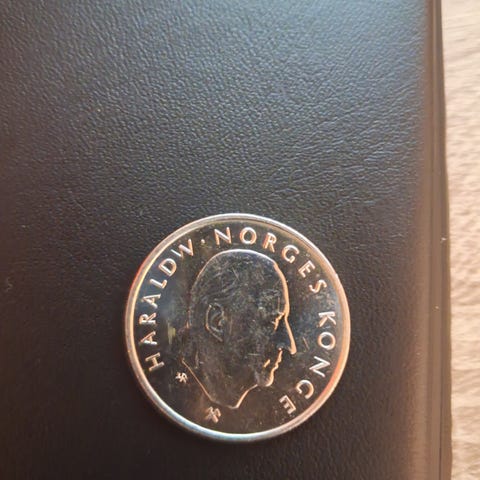 HARALD V · NORGES KONGE